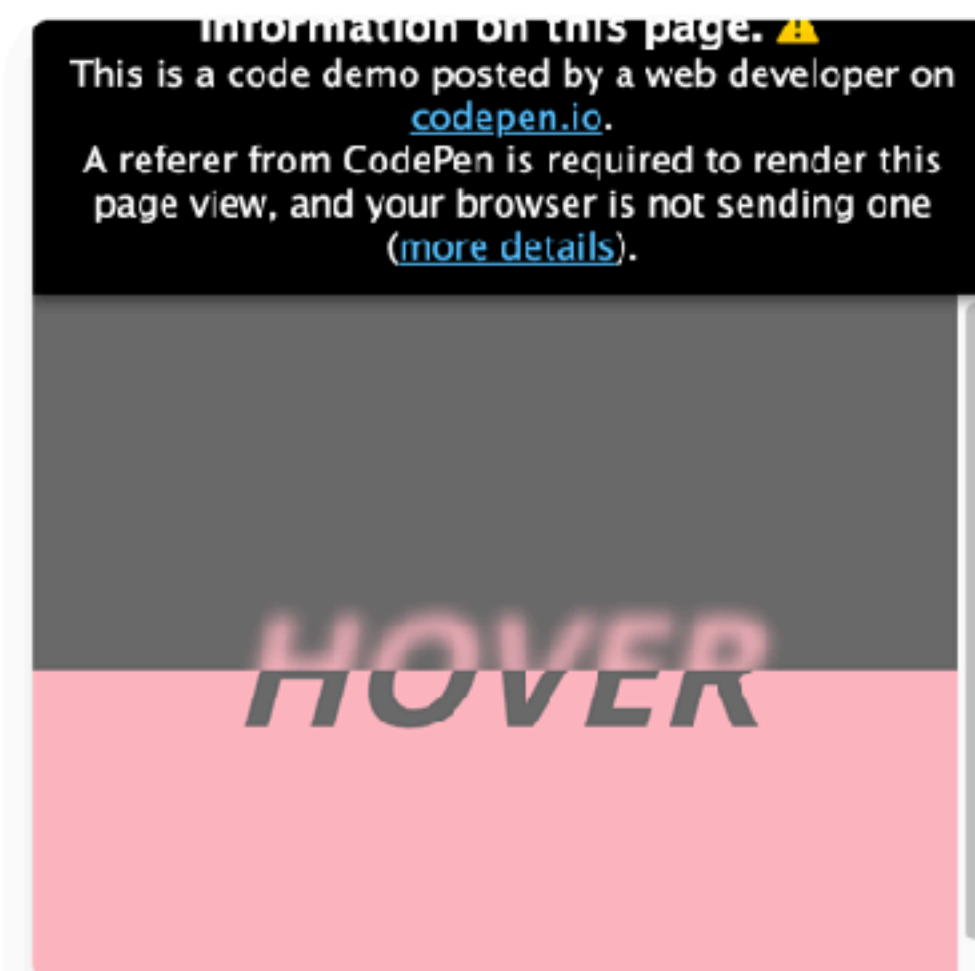 information on this page. ⚠
This is a code demo posted by a web developer on
codepen.io.
A referer from CodePen is required to render this
page view, and your browser is not sending one
(more details).
HOVER